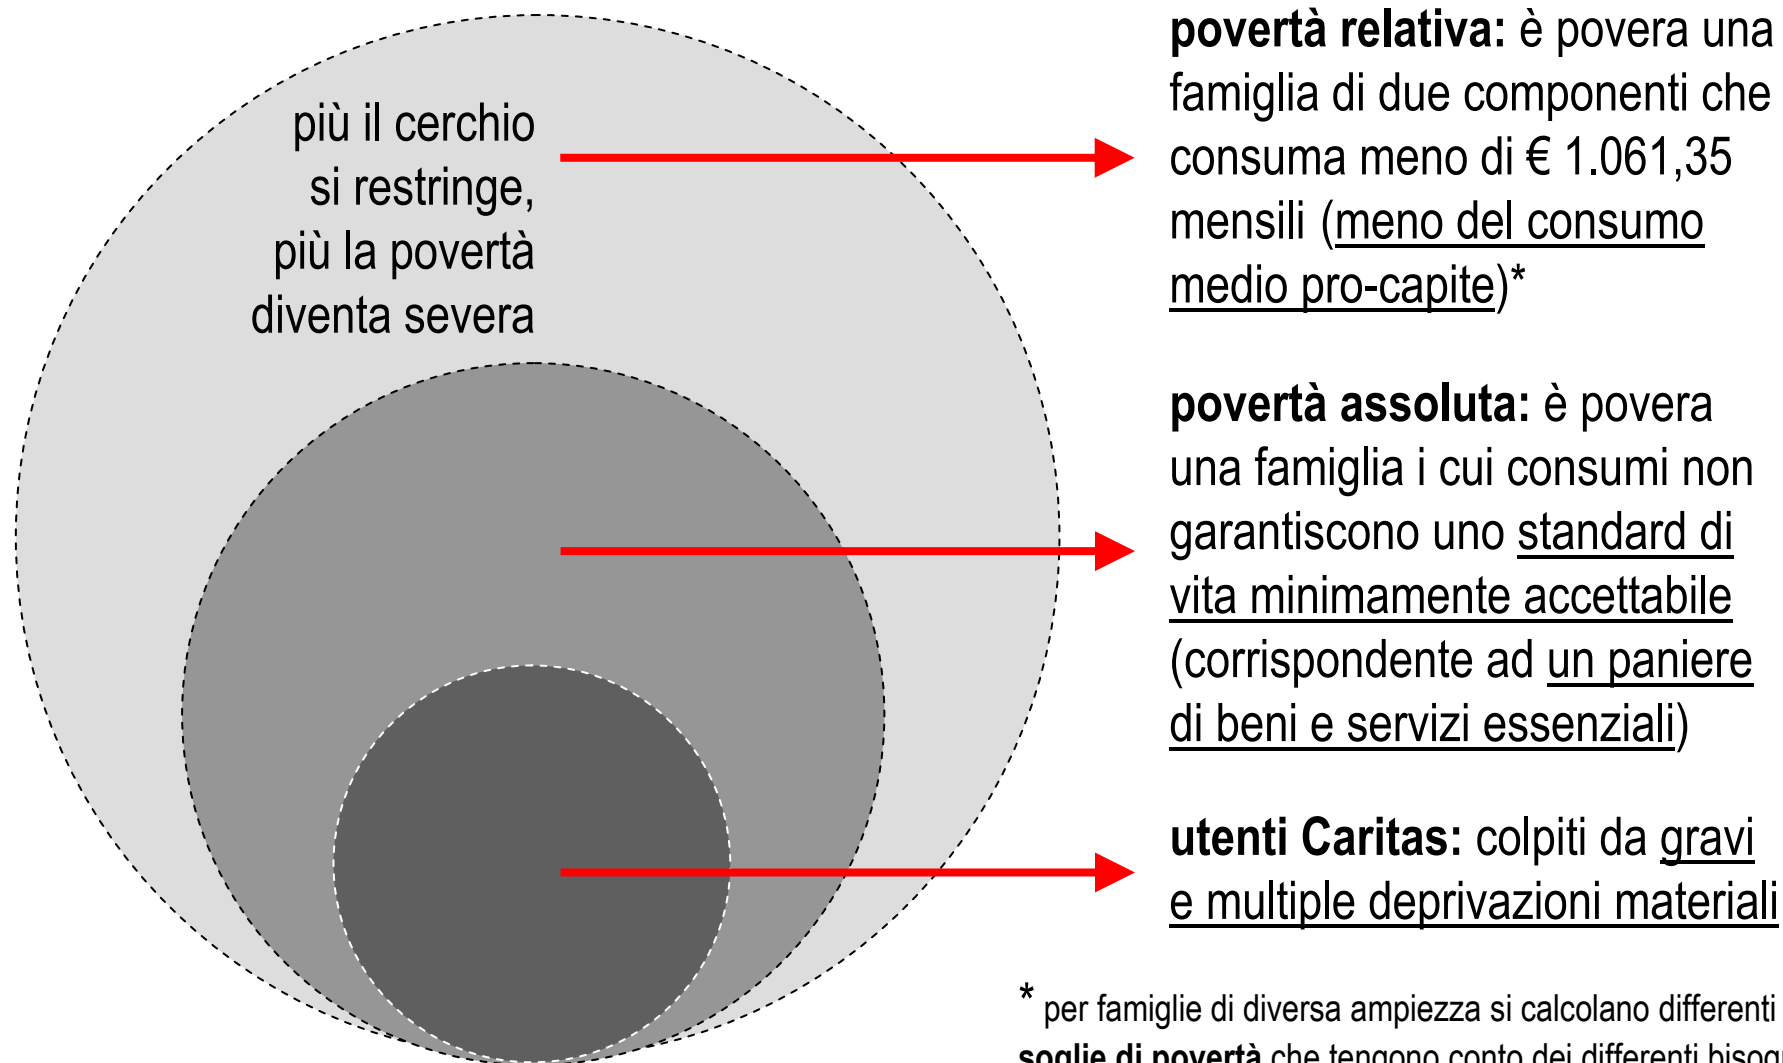 più il cerchio
si restringe,
più la povertà
diventa severa
povertà relativa: è povera una
famiglia di due componenti che
consuma meno di € 1.061,35
mensili (meno del consumo
medio pro-capite)*
povertà assoluta: è povera
una famiglia i cui consumi non
garantiscono uno standard di
vita minimamente accettabile
(corrispondente ad un paniere
di beni e servizi essenziali)
utenti Caritas: colpiti da gravi
e multiple deprivazioni materiali
* per famiglie di diversa ampiezza si calcolano differenti
soglie di povertà che tengono conto dei differenti